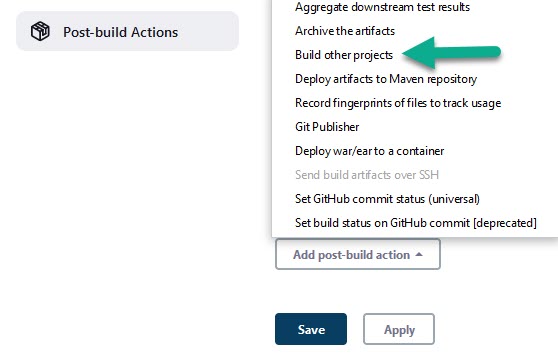 Post-build Actions
Aggregate downstream test results
Archive the artifacts
Build other projects
Deploy artifacts to Maven repository
Record fingerprints of files to track usage
Git Publisher
Deploy war/ear to a container
Send build artifacts over SSH
Set GitHub commit status (universal)
Set build status on GitHub commit [deprecated]
Add post-build action
Save
Apply